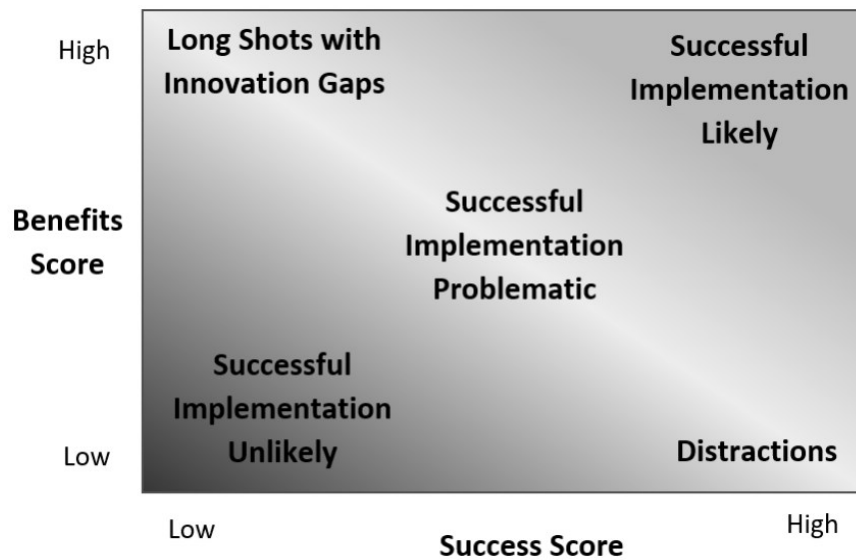 High
Long Shots with
Innovation Gaps
Successful
Implementation
Likely
Benefits
Score
Successful
Implementation
Problematic
Successful
Implementation
Unlikely
Low
Distractions
Low
Success Score
High